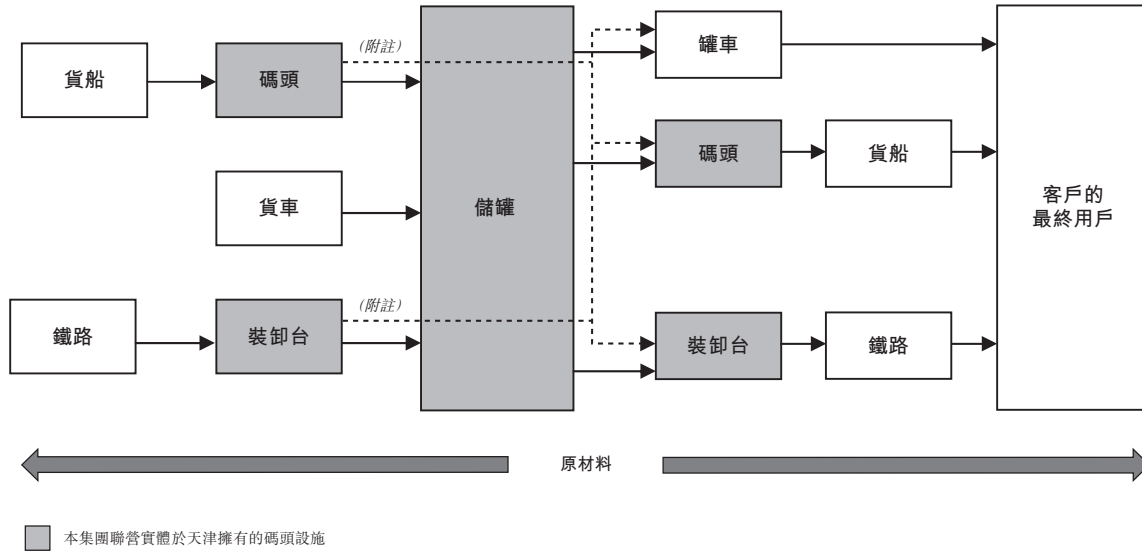 (附註)
罐車
貨船
碼頭
碼頭
貨船
貨車
儲罐
客戶的
最終用戶
(附註)
鐵路
裝卸台
裝卸台
鐵路
原材料
本集團聯營實體於天津擁有的碼頭設施